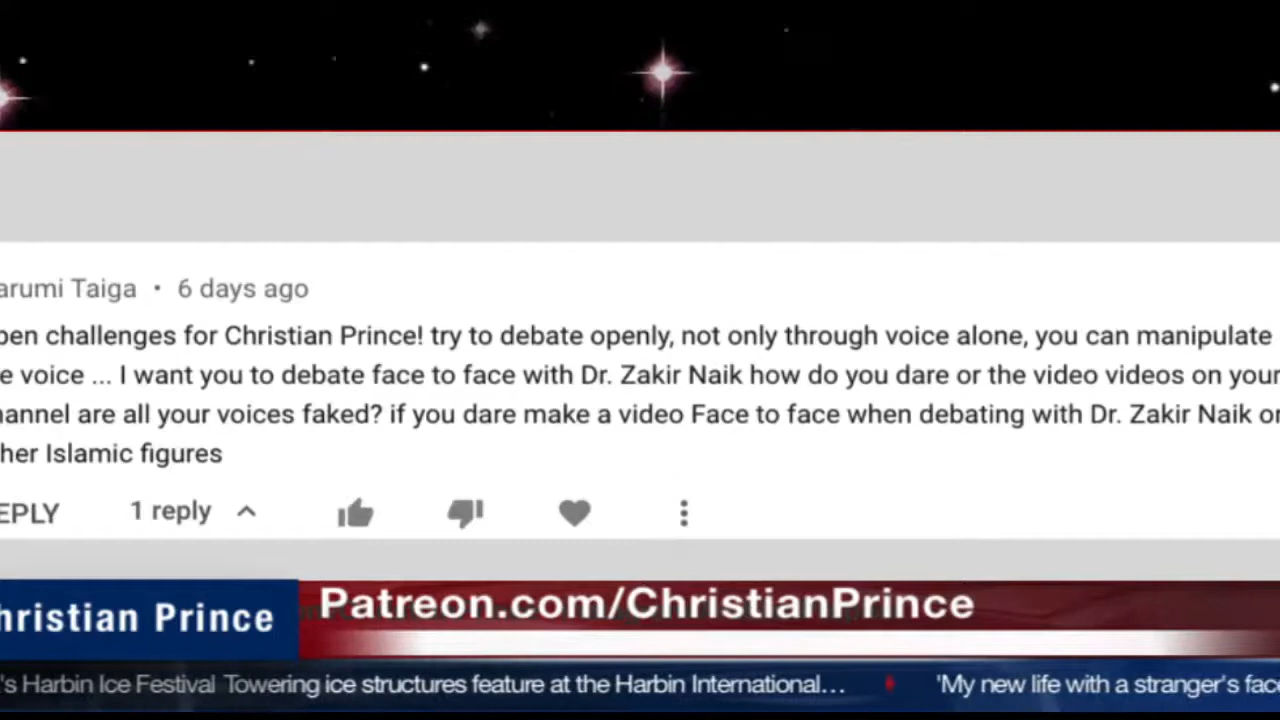 arumi Taiga • 6 days ago
pen challenges for Christian Prince! try to debate openly, not only through voice alone, you can manipulate
e voice ... I want you to debate face to face with Dr. Zakir Naik how do you dare or the video videos on your
hannel are all your voices faked? if you dare make a video Face to face when debating with Dr. Zakir Naik or
her Islamic figures
EPLY 1 reply
hristian Prince
Patreon.com/ChristianPrince
's Harbin Ice Festival Towering ice structures feature at the Harbin International... 'My new life with a stranger's face